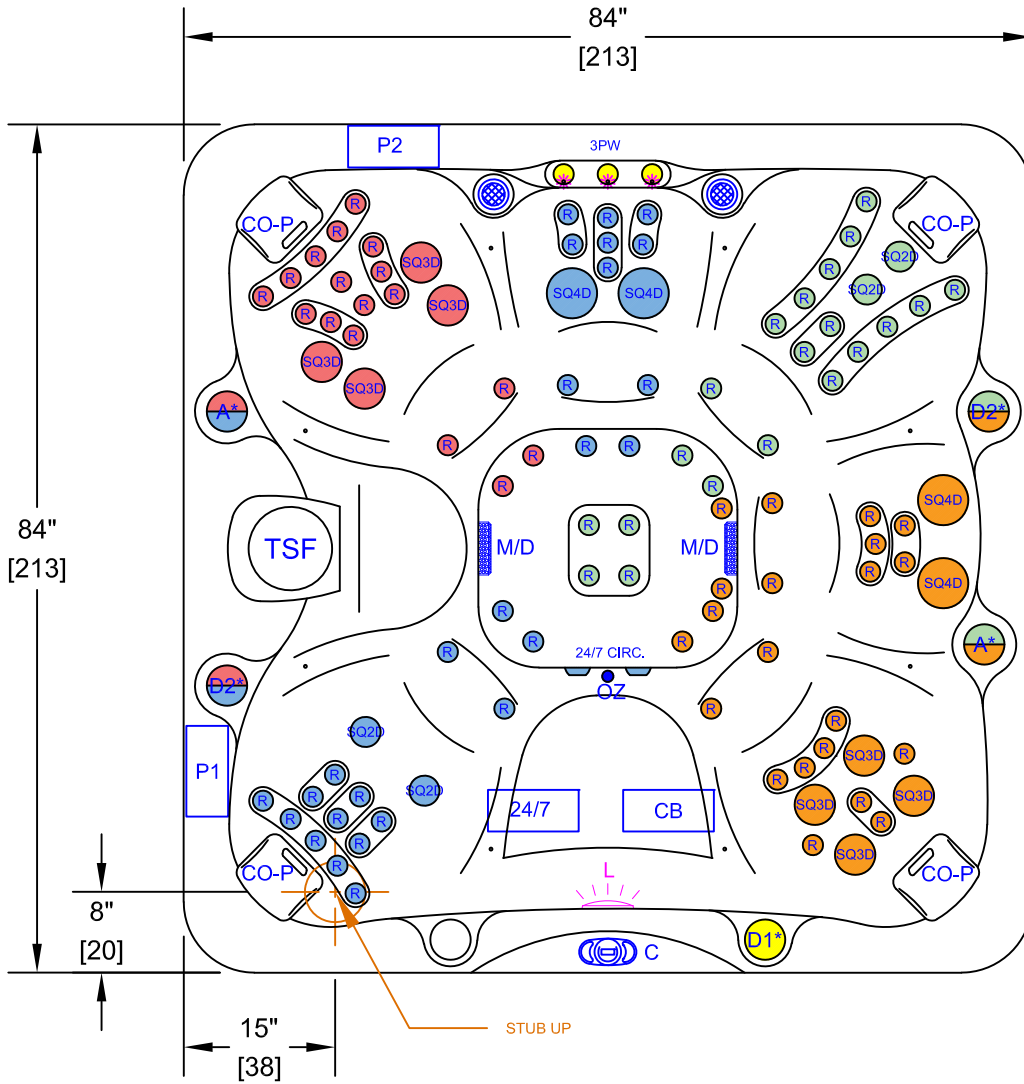 84"
[213]
P2 3PW
R R
R R R
CO-P CO-P
R R
R R R R
R SQ3D SQ2D
R R R
R R
R R SQ4D SQ4D R SQ2D R
R R SQ3D R
R R R R
R
SQ3D R R
SQ3D R R R R R
A* D2*
R R R R R R
R R
R R SQ4D
R R R R
84"
TSF M/D M/D R
[213]
R R R R R R SQ4D
R R
R R A*
R 24/7 CIRC. R
D2* OZ
R R R
SQ2D R SQ3D R
P1 R R R
R R R SQ2D SQ3D R SQ3D
24/7 CB
R R R R
R R R SQ3D
CO-P R L CO-P
R
8"
[20]
D1*
C
15"
[38]
STUB UP